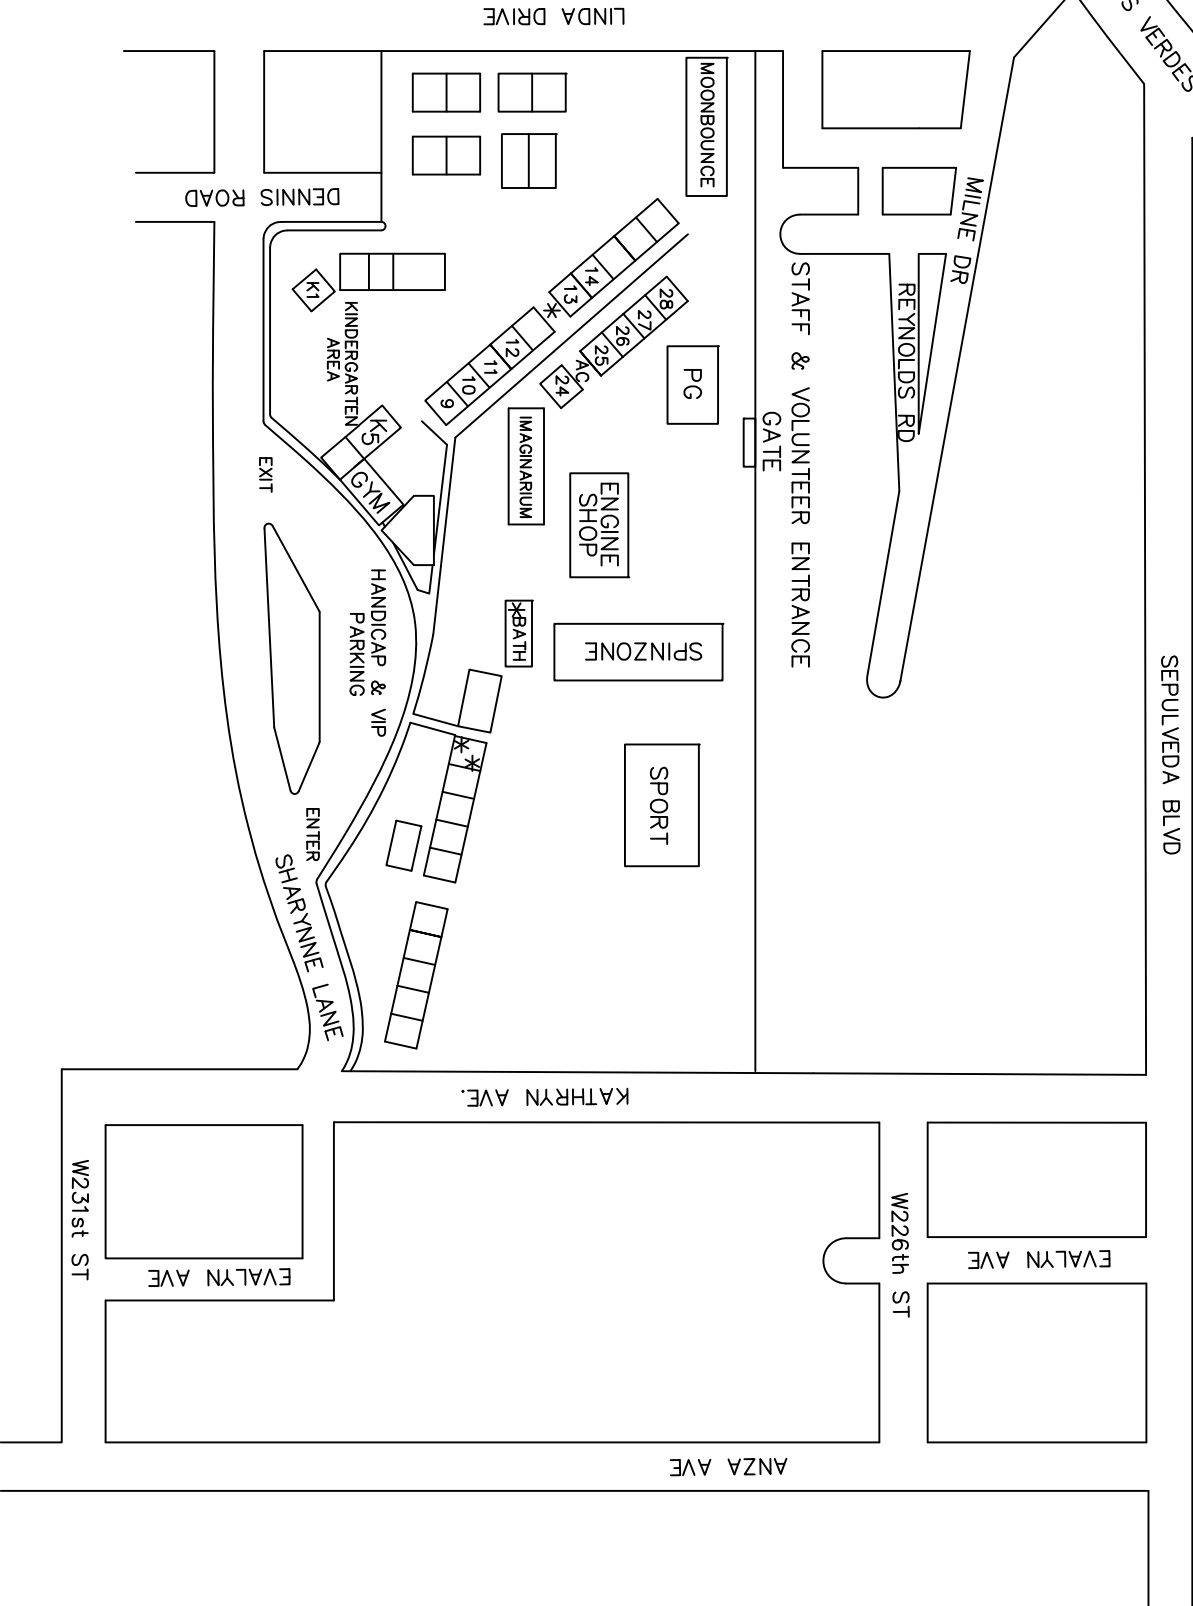 LINDA DRIVE
S VERDES
MOONBOUNCE
DENNIS ROAD
MILNE DR
STAFF & VOLUNTEER ENTRANCE
GATE
REYNOLDS RD
14
13
*
12
11
10
9
28
27
26
25
AC
24
K1
KINDERGARTEN
AREA
K5
GYM
PG
IMAGINARIUM
ENGINE
SHOP
EXIT
HANDICAP & VIP
PARKING
*BATH
SPINZONE
*
*
SPORT
SEPULVEDA BLVD
ENTER
SHARYNNE LANE
KATHRYN AVE.
W231st ST
EVALYN AVE
W226th ST
EVALYN AVE
ANZA AVE